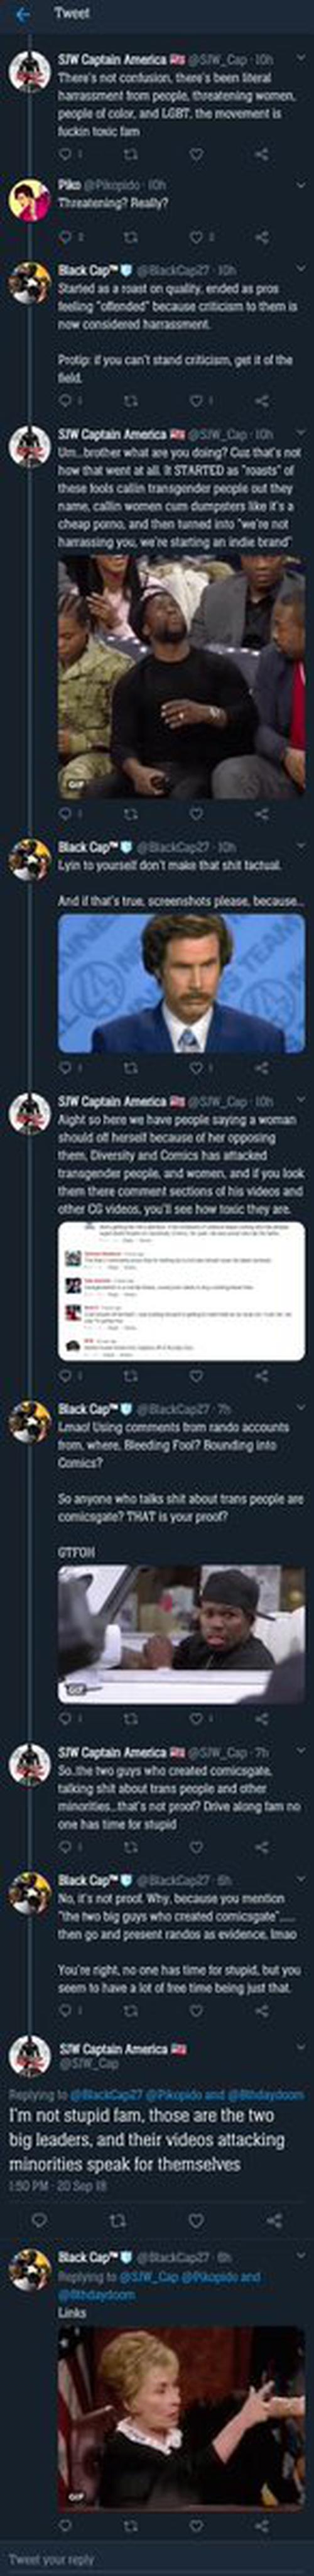 Tweet
SJW Captain America @SJW_Cap · 10h
There's not confusion, there's been literal
harrassment from people, threatening women,
people of color, and LGBT. the movement is
fuckin toxic fam
1
Piko @Pikopido · 10h
Threatening? Really?
2 2
Black Cap™ @BlackCap27 · 10h
Started as a roast on quality, ended as pros
feeling "offended" because criticism to them is
now considered harrassment.
Protip: if you can't stand criticism, get it of the
field.
1 1
SJW Captain America @SJW_Cap · 10h
Um...brother what are you doing? Cuz that's not
how that went at all. It STARTED as "roasts" of
these tools callin transgender people out they
name, callin women cum dumpsters like it's a
cheap porno, and then turned into "we're not
harrassing you, we're starting an indie brand"
GIF
1
Black Cap™ @BlackCap27 · 10h
Lyin to yourself don't make that shit factual.
And if that's true, screenshots please, because...
1 1
SJW Captain America @SJW_Cap · 10h
Aight so here we have people saying a woman
should off herself because of her opposing
them, Diversity and Comics has attacked
transgender people, and women, and if you look
them there comment sections of his videos and
other CG videos, you'll see how toxic they are.
1
Black Cap™ @BlackCap27 · 7h
Lmao! Using comments from rando accounts
from, where, Bleeding Fool? Bounding Into
Comics?
So anyone who talks shit about trans people are
comicsgate? THAT is your proof?
GTFOH
GIF
1 1
SJW Captain America @SJW_Cap · 7h
So..the two guys who created comicsgate,
talking shit about trans people and other
minorities...that's not proof? Drive along fam no
one has time for stupid
1
Black Cap™ @BlackCap27 · 6h
No, it's not proof. Why, because you mention
"the two big guys who created comicsgate"......
then go and present randos as evidence, lmao
You're right, no one has time for stupid, but you
seem to have a lot of free time being just that.
1
SJW Captain America
@SJW_Cap
Replying to @BlackCap27 @Pikopido and @8thdaydoom
I'm not stupid fam, those are the two
big leaders, and their videos attacking
minorities speak for themselves
1:50 PM · 20 Sep 18
Black Cap™ @BlackCap27 · 6h
Replying to @SJW_Cap @Pikopido and
@8thdaydoom
Links
GIF
Tweet your reply